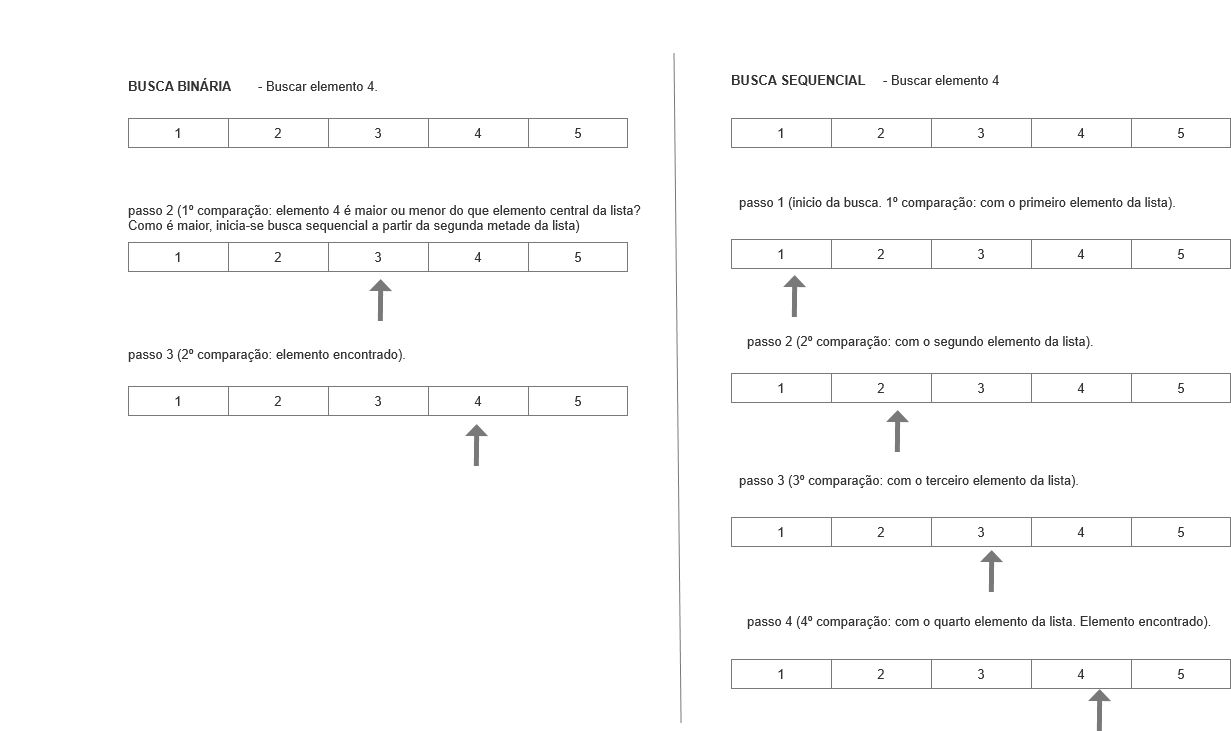 BUSCA BINÁRIA - Buscar elemento 4.
1 2 3 4 5
passo 2 (1º comparação: elemento 4 é maior ou menor do que elemento central da lista?
Como é maior, inicia-se busca sequencial a partir da segunda metade da lista)
1 2 3 4 5
passo 3 (2º comparação: elemento encontrado).
1 2 3 4 5
BUSCA SEQUENCIAL - Buscar elemento 4
1 2 3 4 5
passo 1 (inicio da busca. 1º comparação: com o primeiro elemento da lista).
1 2 3 4 5
passo 2 (2º comparação: com o segundo elemento da lista).
1 2 3 4 5
passo 3 (3º comparação: com o terceiro elemento da lista).
1 2 3 4 5
passo 4 (4º comparação: com o quarto elemento da lista. Elemento encontrado).
1 2 3 4 5